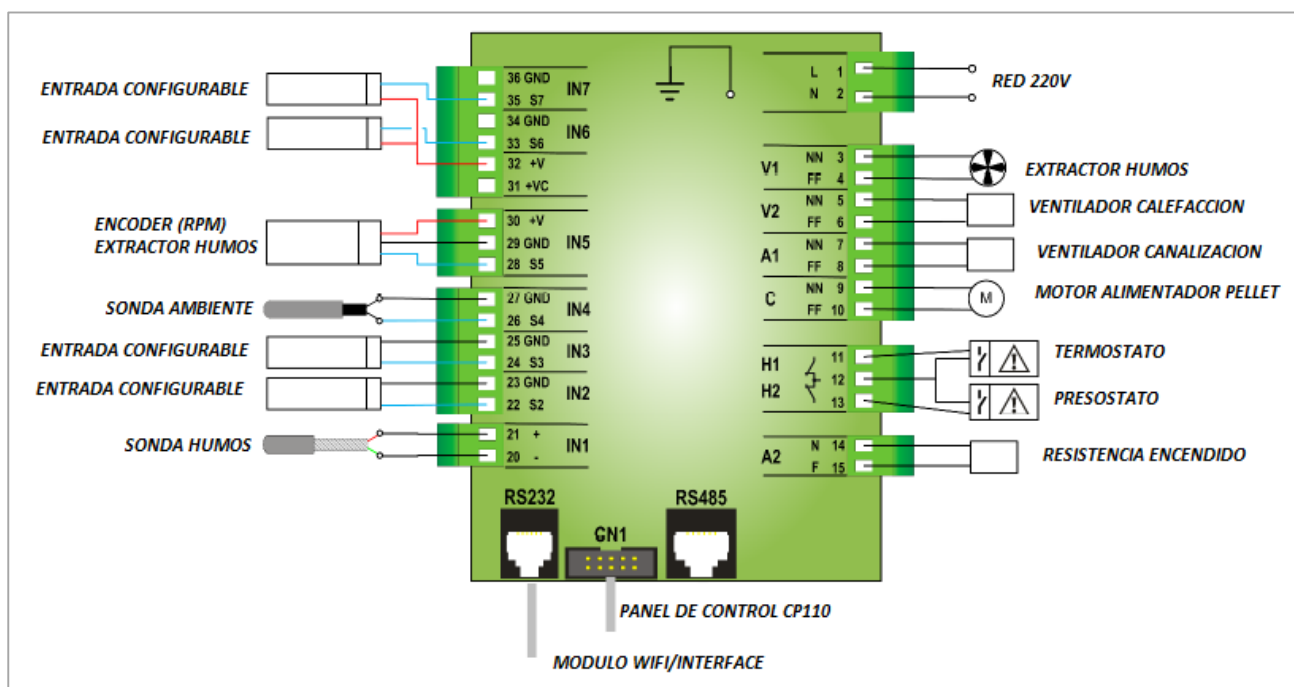 ENTRADA CONFIGURABLE
ENTRADA CONFIGURABLE
ENCODER (RPM)
EXTRACTOR HUMOS
SONDA AMBIENTE
ENTRADA CONFIGURABLE
ENTRADA CONFIGURABLE
SONDA HUMOS
36 GND
35 S7
IN7
34 GND
33 S6
IN6
32 +V
31 +VC
30 +V
29 GND
28 S5
IN5
27 GND
26 S4
IN4
25 GND
24 S3
IN3
23 GND
22 S2
IN2
21 +
20 -
IN1
L 1
N 2
RED 220V
V1
NN 3
FF 4
EXTRACTOR HUMOS
V2
NN 5
FF 6
VENTILADOR CALEFACCION
A1
NN 7
FF 8
VENTILADOR CANALIZACION
C
NN 9
FF 10
M
MOTOR ALIMENTADOR PELLET
H1
H2
11
12
13
TERMOSTATO
PRESOSTATO
A2
N 14
F 15
RESISTENCIA ENCENDIDO
RS232
CN1
RS485
PANEL DE CONTROL CP110
MODULO WIFI/INTERFACE